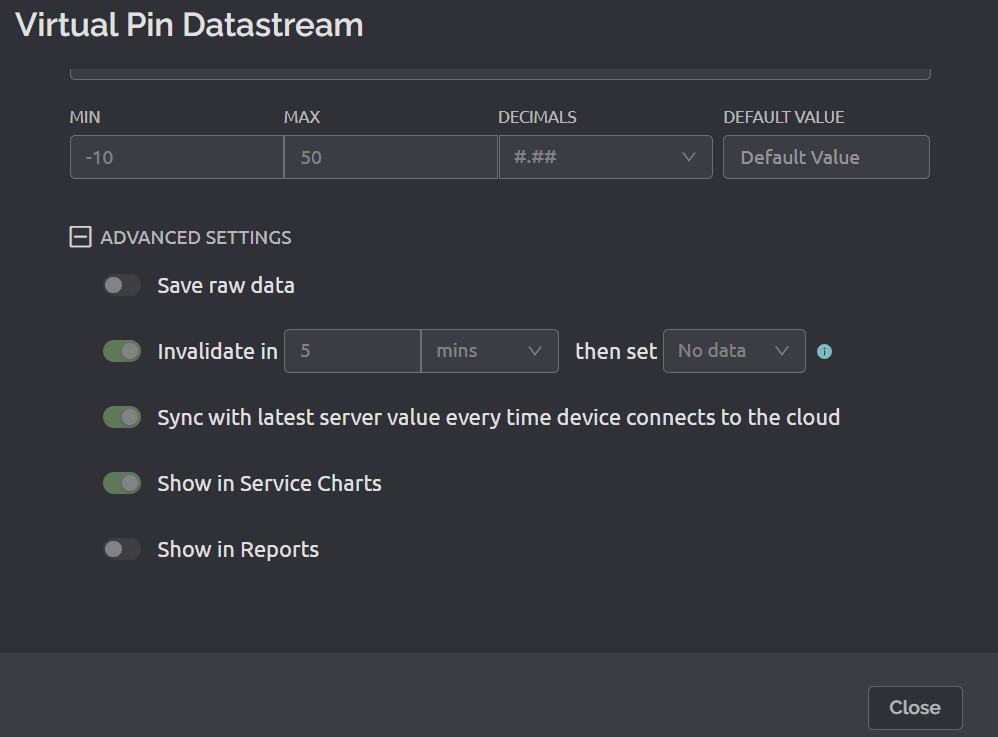 Virtual Pin Datastream
MIN MAX DECIMALS DEFAULT VALUE
-10 50 #.## Default Value
ADVANCED SETTINGS
Save raw data
Invalidate in 5 mins then set No data
Sync with latest server value every time device connects to the cloud
Show in Service Charts
Show in Reports
Close